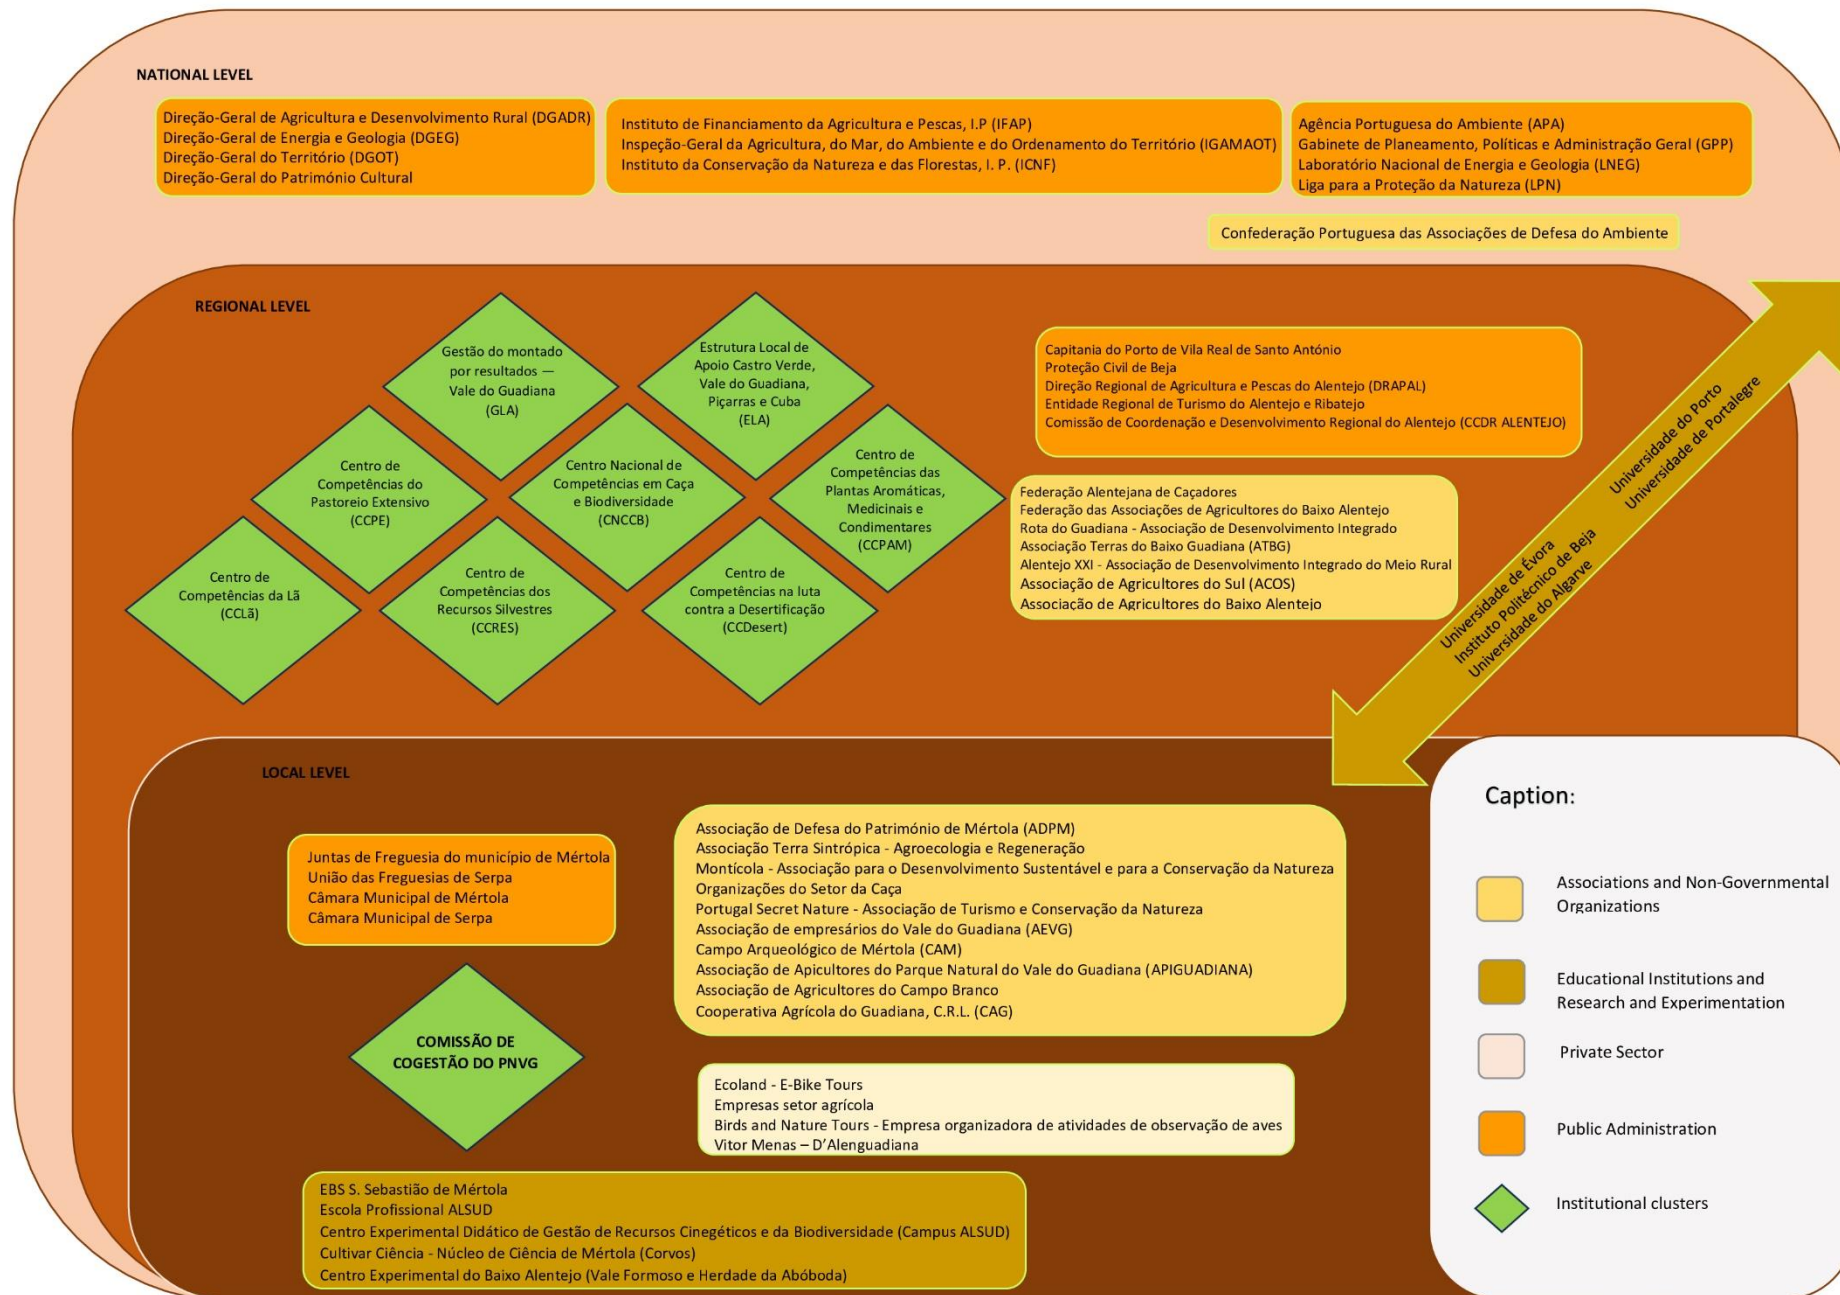 NATIONAL LEVEL
Direção-Geral de Agricultura e Desenvolvimento Rural (DGADR)
Direção-Geral de Energia e Geologia (DGEG)
Direção-Geral do Território (DGOT)
Direção-Geral do Património Cultural
Instituto de Financiamento da Agricultura e Pescas, I.P (IFAP)
Inspeção-Geral da Agricultura, do Mar, do Ambiente e do Ordenamento do Território (IGAMAOT)
Instituto da Conservação da Natureza e das Florestas, I. P. (ICNF)
Agência Portuguesa do Ambiente (APA)
Gabinete de Planeamento, Políticas e Administração Geral (GPP)
Laboratório Nacional de Energia e Geologia (LNEG)
Liga para a Proteção da Natureza (LPN)
Confederação Portuguesa das Associações de Defesa do Ambiente
REGIONAL LEVEL
Gestão do montado
por resultados —
Vale do Guadiana
(GLA)
Estrutura Local de
Apoio Castro Verde,
Vale do Guadiana,
Piçarras e Cuba
(ELA)
Centro de
Competências do
Pastoreio Extensivo
(CCPE)
Centro Nacional de
Competências em Caça
e Biodiversidade
(CNCCB)
Centro de
Competências das
Plantas Aromáticas,
Medicinais e
Condimentares
(CCPAM)
Centro de
Competências da Lã
(CCLã)
Centro de
Competências dos
Recursos Silvestres
(CCRES)
Centro de
Competências na luta
contra a Desertificação
(CCDesert)
Capitania do Porto de Vila Real de Santo António
Proteção Civil de Beja
Direção Regional de Agricultura e Pescas do Alentejo (DRAPAL)
Entidade Regional de Turismo do Alentejo e Ribatejo
Comissão de Coordenação e Desenvolvimento Regional do Alentejo (CCDR ALENTEJO)
Federação Alentejana de Caçadores
Federação das Associações de Agricultores do Baixo Alentejo
Rota do Guadiana - Associação de Desenvolvimento Integrado
Associação Terras do Baixo Guadiana (ATBG)
Alentejo XXI - Associação de Desenvolvimento Integrado do Meio Rural
Associação de Agricultores do Sul (ACOS)
Associação de Agricultores do Baixo Alentejo
Universidade do Porto
Universidade de Portalegre
Universidade de Évora
Instituto Politécnico de Beja
Universidade do Algarve
LOCAL LEVEL
Juntas de Freguesia do município de Mértola
União das Freguesias de Serpa
Câmara Municipal de Mértola
Câmara Municipal de Serpa
COMISSÃO DE
COGESTÃO DO PNVG
Associação de Defesa do Património de Mértola (ADPM)
Associação Terra Sintrópica - Agroecologia e Regeneração
Montícola - Associação para o Desenvolvimento Sustentável e para a Conservação da Natureza
Organizações do Setor da Caça
Portugal Secret Nature - Associação de Turismo e Conservação da Natureza
Associação de empresários do Vale do Guadiana (AEVG)
Campo Arqueológico de Mértola (CAM)
Associação de Apicultores do Parque Natural do Vale do Guadiana (APIGUADIANA)
Associação de Agricultores do Campo Branco
Cooperativa Agrícola do Guadiana, C.R.L. (CAG)
Ecoland - E-Bike Tours
Empresas setor agrícola
Birds and Nature Tours - Empresa organizadora de atividades de observação de aves
Vitor Menas – D'Alenguadiana
EBS S. Sebastião de Mértola
Escola Profissional ALSUD
Centro Experimental Didático de Gestão de Recursos Cinegéticos e da Biodiversidade (Campus ALSUD)
Cultivar Ciência - Núcleo de Ciência de Mértola (Corvos)
Centro Experimental do Baixo Alentejo (Vale Formoso e Herdade da Abóboda)
Caption:
Associations and Non-Governmental
Organizations
Educational Institutions and
Research and Experimentation
Private Sector
Public Administration
Institutional clusters